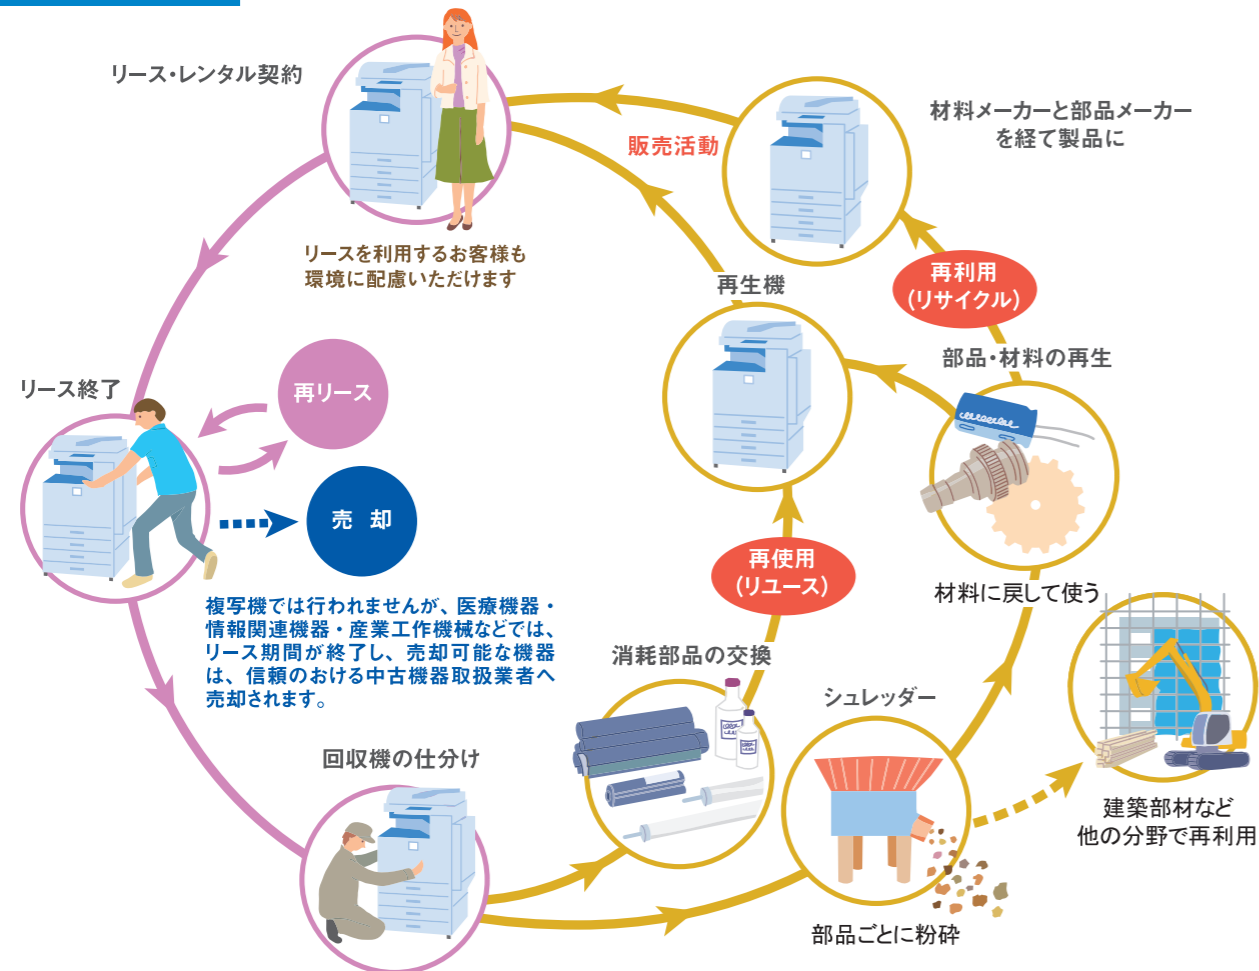 リース・レンタル契約
材料メーカーと部品メーカー
を経て製品に
販売活動
リースを利用するお客様も
環境に配慮いただけます
再利用
(リサイクル)
再生機
部品・材料の再生
リース終了
再リース
売 却
再使用
(リユース)
材料に戻して使う
複写機では行われませんが、医療機器・
情報関連機器・産業工作機械などでは、
リース期間が終了し、売却可能な機器
は、信頼のおける中古機器取扱業者へ
売却されます。
消耗部品の交換
シュレッダー
回収機の仕分け
建築部材など
他の分野で再利用
部品ごとに粉砕